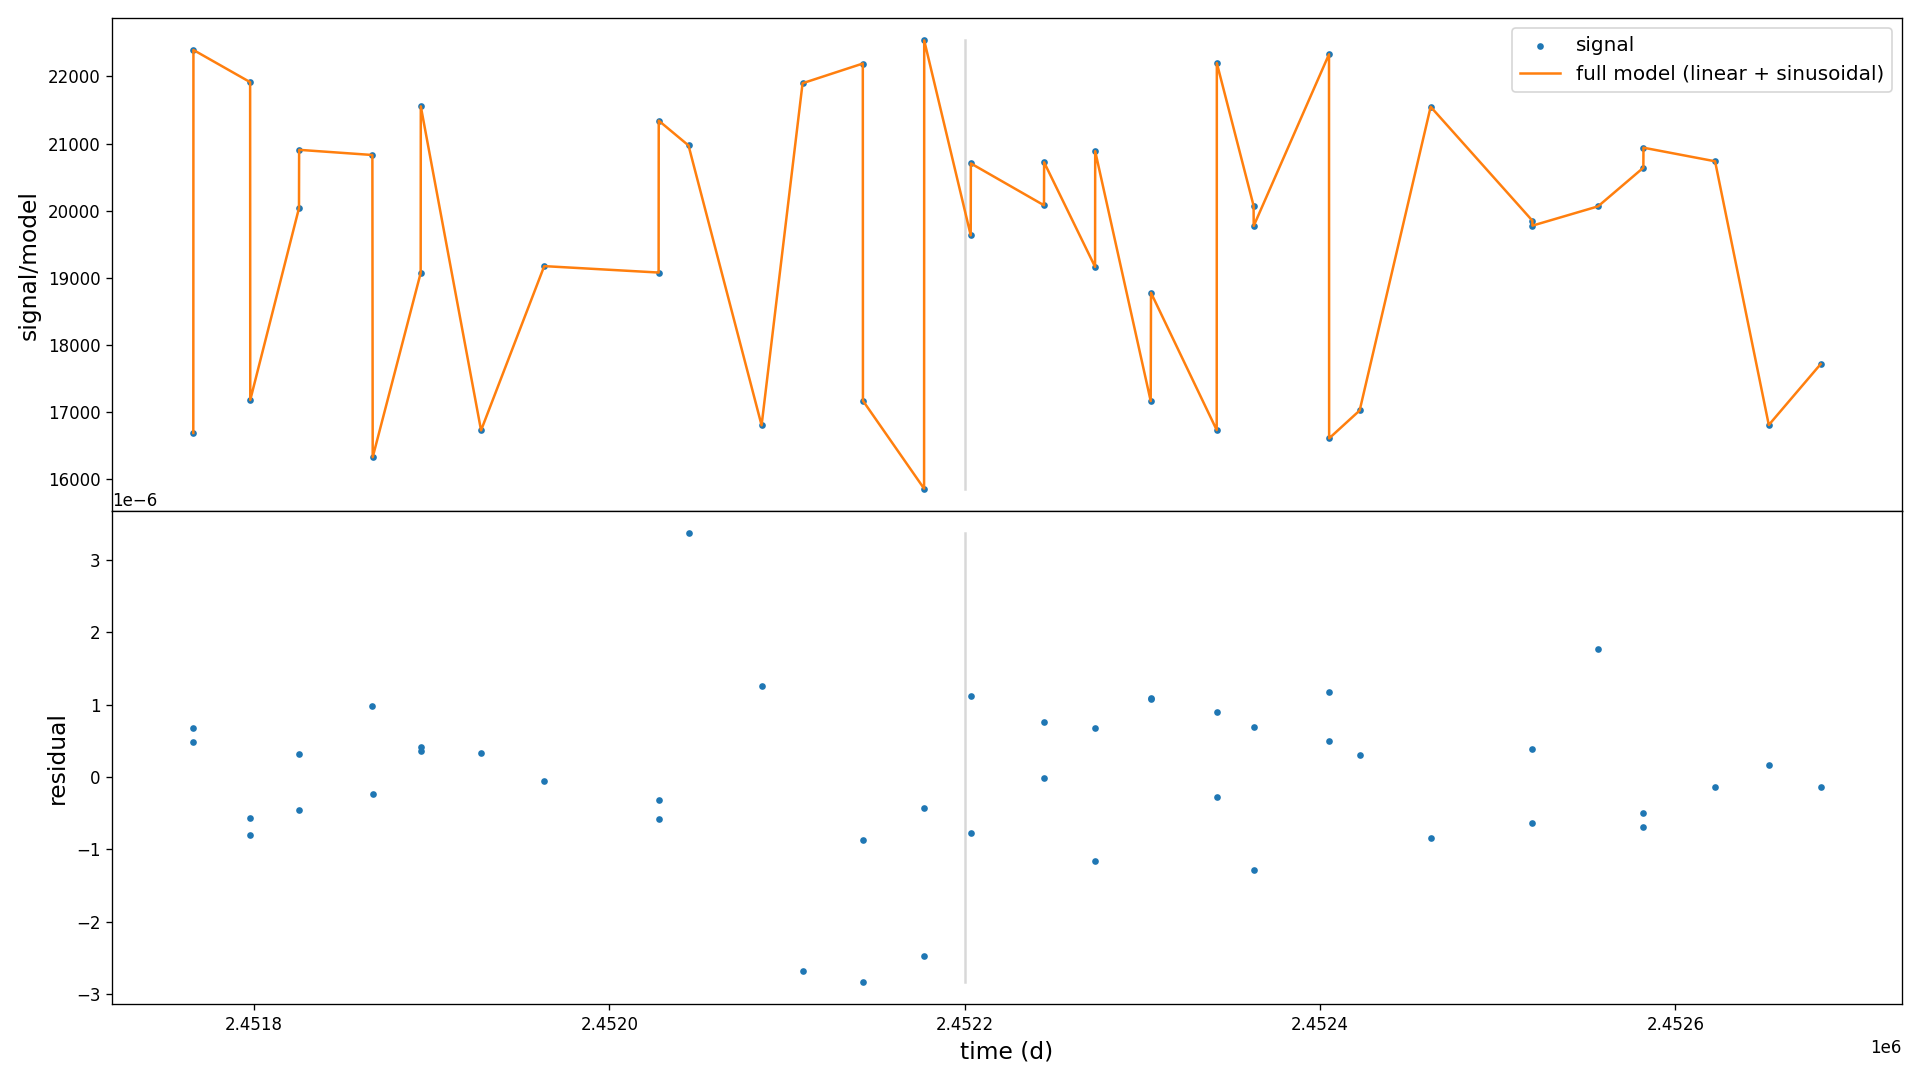 signal
full model (linear + sinusoidal)
22000
21000
20000
19000
18000
17000
16000
signal/model
1e−6
3
2
1
0
−1
−2
−3
residual
2.4518 2.4520 2.4522 2.4524 2.4526
time (d)
1e6